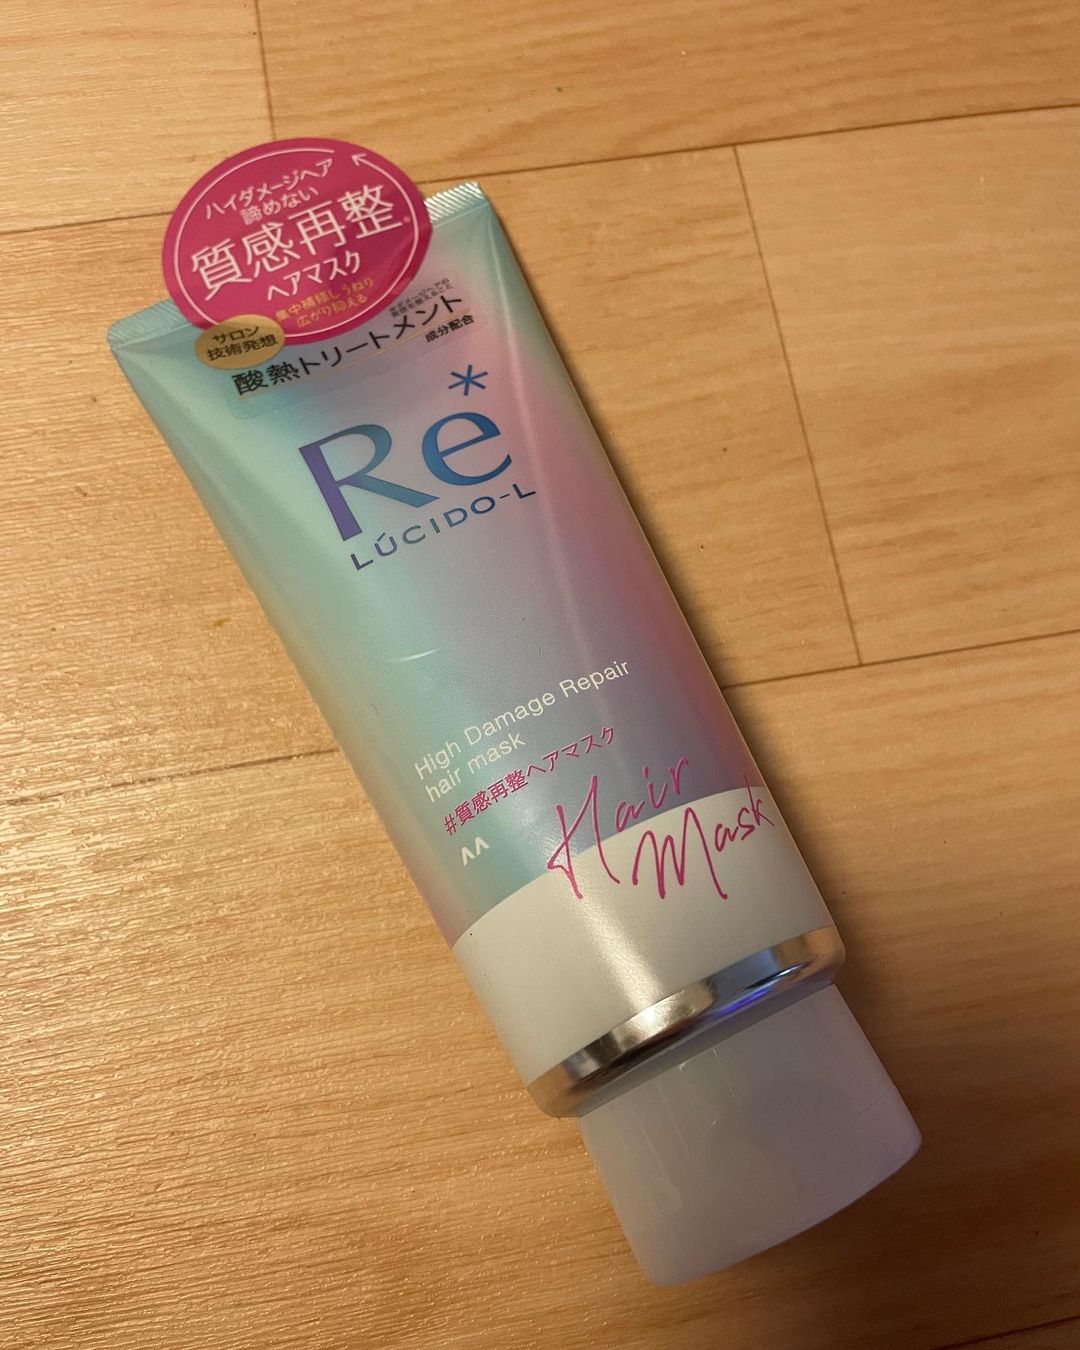 ハイダメージヘア
諦めない
質感再整
ヘアマスク
集中補修しうねり
広がり抑える
サロン
技術発想
酸熱トリートメント
成分配合
Re*
LÚCIDO-L
High Damage Repair
hair mask
#質感再整ヘアマスク
Hair
Mask